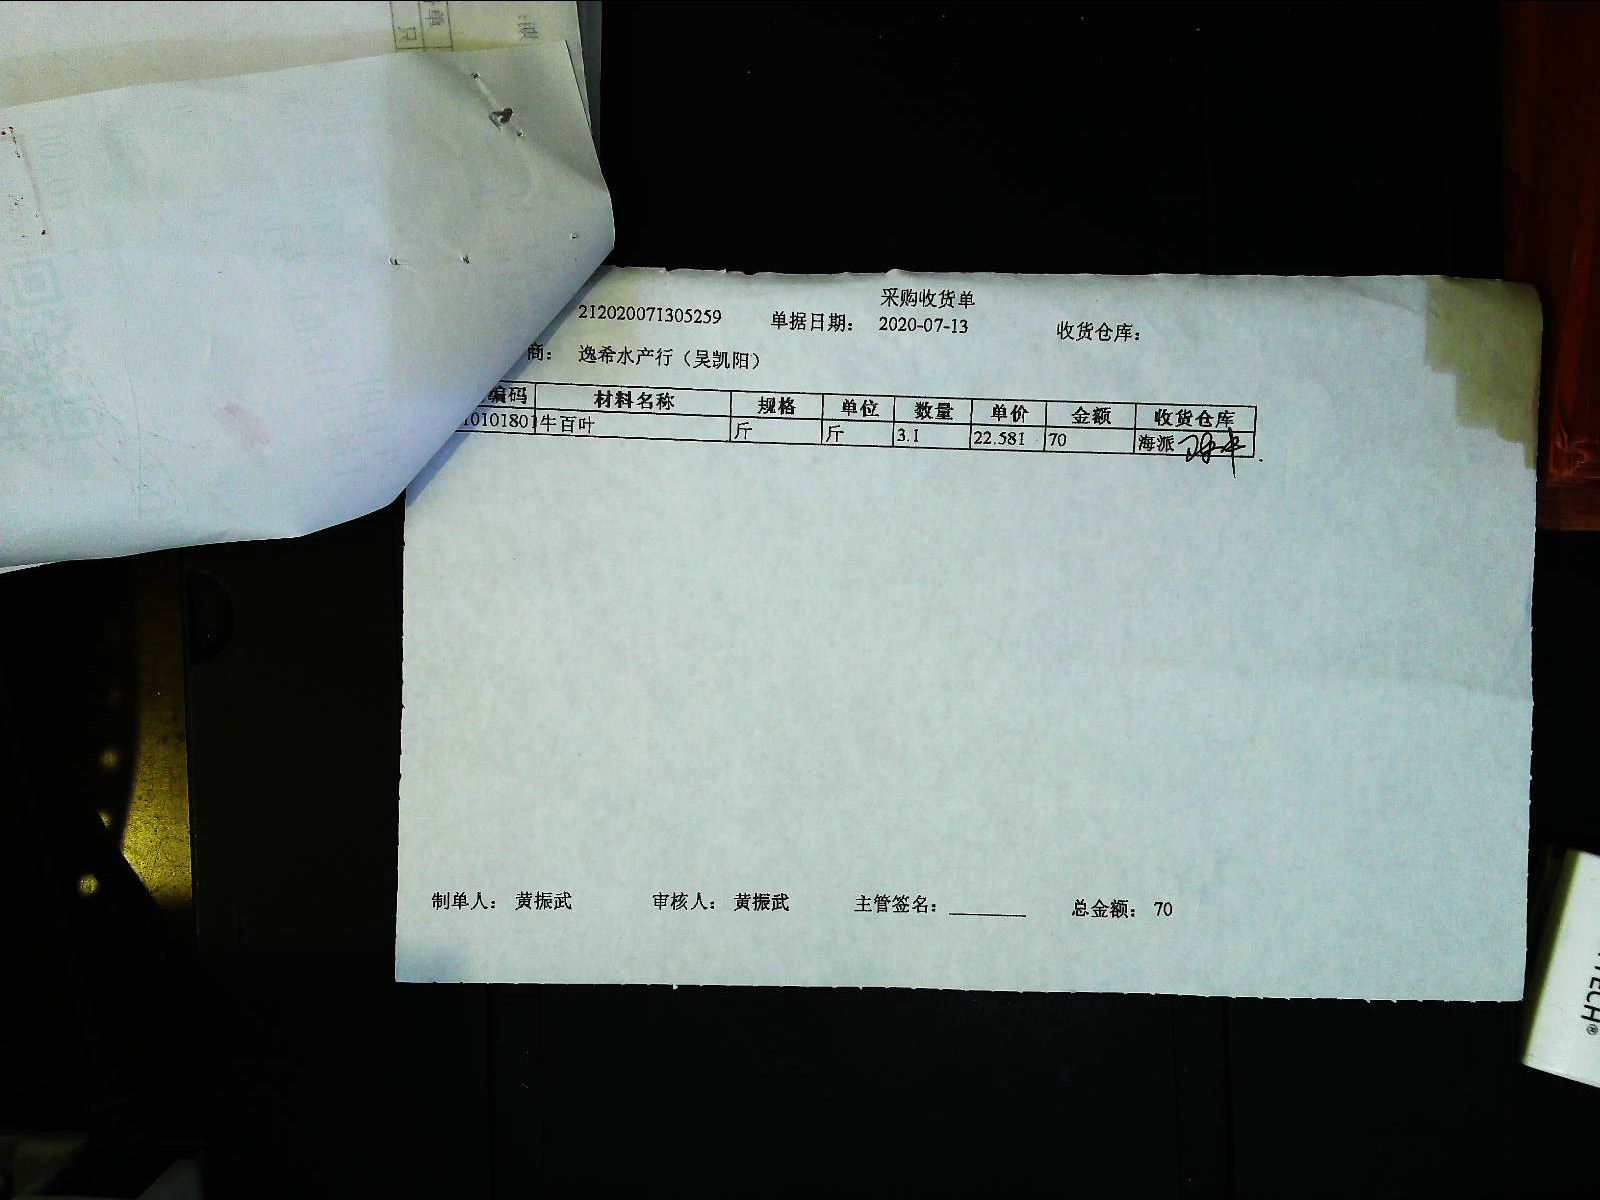 单
只
采购收货单
212020071305259 单据日期： 2020-07-13 收货仓库：
商： 逸希水产行（吴凯阳）
编码 材料名称 规格 单位 数量 单价 金额 收货仓库
10101801 牛百叶 斤 斤 3.1 22.581 70 海派
制单人： 黄振武 审核人： 黄振武 主管签名：________ 总金额： 70
TECH®